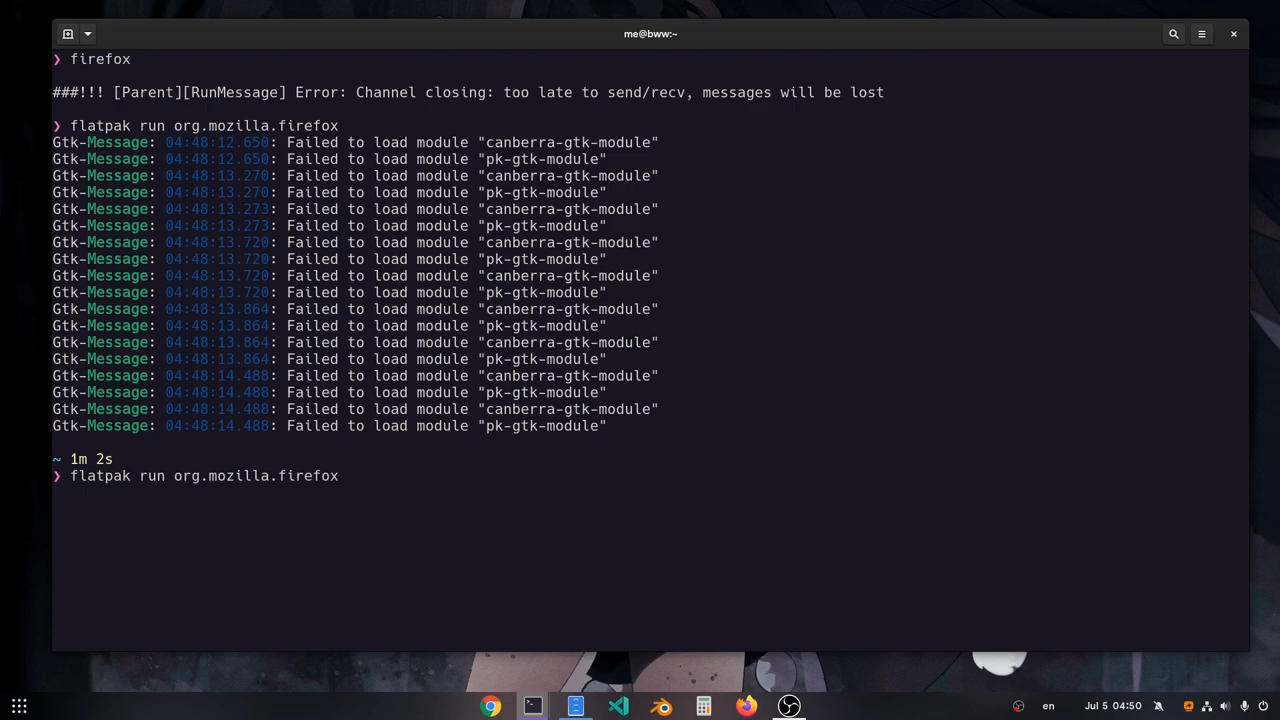 me@bww:~
❯ firefox
###!!! [Parent][RunMessage] Error: Channel closing: too late to send/recv, messages will be lost
❯ flatpak run org.mozilla.firefox
Gtk-Message: 04:48:12.650: Failed to load module "canberra-gtk-module"
Gtk-Message: 04:48:12.650: Failed to load module "pk-gtk-module"
Gtk-Message: 04:48:13.270: Failed to load module "canberra-gtk-module"
Gtk-Message: 04:48:13.270: Failed to load module "pk-gtk-module"
Gtk-Message: 04:48:13.273: Failed to load module "canberra-gtk-module"
Gtk-Message: 04:48:13.273: Failed to load module "pk-gtk-module"
Gtk-Message: 04:48:13.720: Failed to load module "canberra-gtk-module"
Gtk-Message: 04:48:13.720: Failed to load module "pk-gtk-module"
Gtk-Message: 04:48:13.720: Failed to load module "canberra-gtk-module"
Gtk-Message: 04:48:13.720: Failed to load module "pk-gtk-module"
Gtk-Message: 04:48:13.864: Failed to load module "canberra-gtk-module"
Gtk-Message: 04:48:13.864: Failed to load module "pk-gtk-module"
Gtk-Message: 04:48:13.864: Failed to load module "canberra-gtk-module"
Gtk-Message: 04:48:13.864: Failed to load module "pk-gtk-module"
Gtk-Message: 04:48:14.488: Failed to load module "canberra-gtk-module"
Gtk-Message: 04:48:14.488: Failed to load module "pk-gtk-module"
Gtk-Message: 04:48:14.488: Failed to load module "canberra-gtk-module"
Gtk-Message: 04:48:14.488: Failed to load module "pk-gtk-module"
~ 1m 2s
❯ flatpak run org.mozilla.firefox
en
Jul 5 04:50